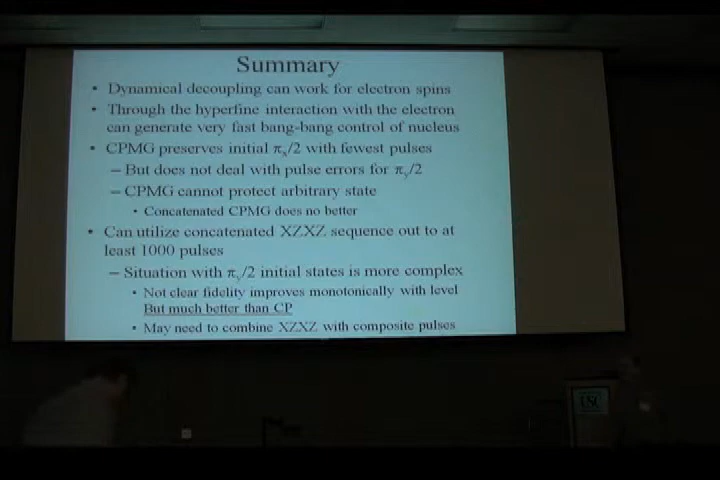 Summary
• Dynamical decoupling can work for electron spins
• Through the hyperfine interaction with the electron
can generate very fast bang-bang control of nucleus
• CPMG preserves initial πx/2 with fewest pulses
– But does not deal with pulse errors for πy/2
– CPMG cannot protect arbitrary state
• Concatenated CPMG does no better
• Can utilize concatenated XZXZ sequence out to at
least 1000 pulses
– Situation with πy/2 initial states is more complex
• Not clear fidelity improves monotonically with level
But much better than CP
• May need to combine XZXZ with composite pulses
USC